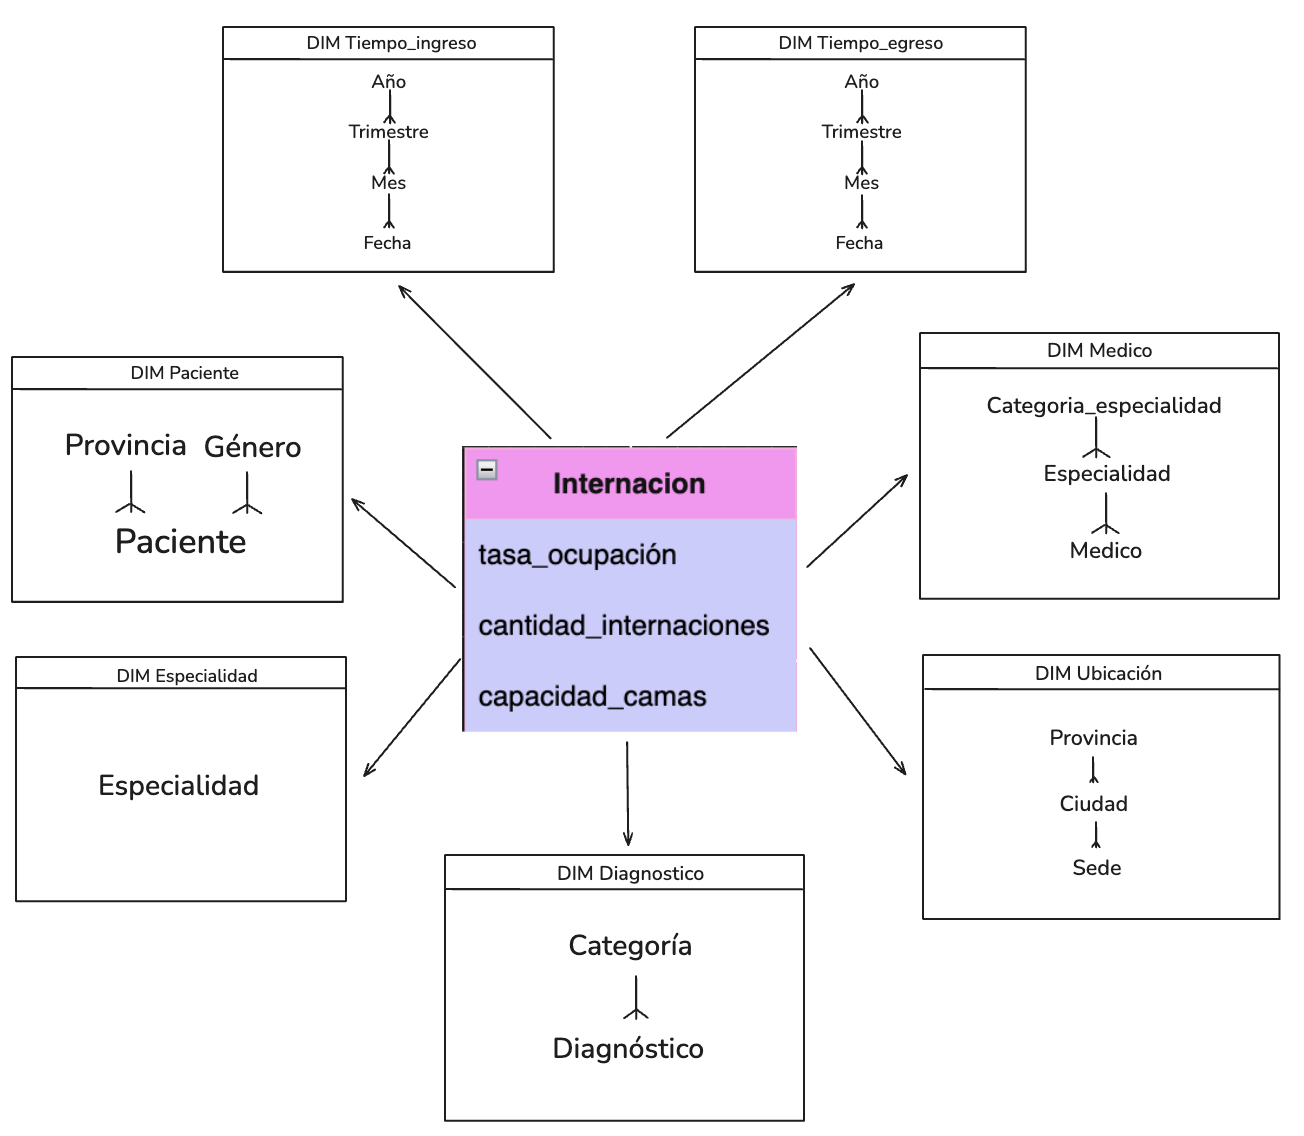 DIM Tiempo_ingreso
Año
Trimestre
Mes
Fecha
DIM Tiempo_egreso
Año
Trimestre
Mes
Fecha
DIM Paciente
Provincia Género
Paciente
DIM Medico
Categoria_especialidad
Especialidad
Medico
Internacion
tasa_ocupación
cantidad_internaciones
capacidad_camas
DIM Especialidad
Especialidad
DIM Ubicación
Provincia
Ciudad
Sede
DIM Diagnostico
Categoría
Diagnóstico